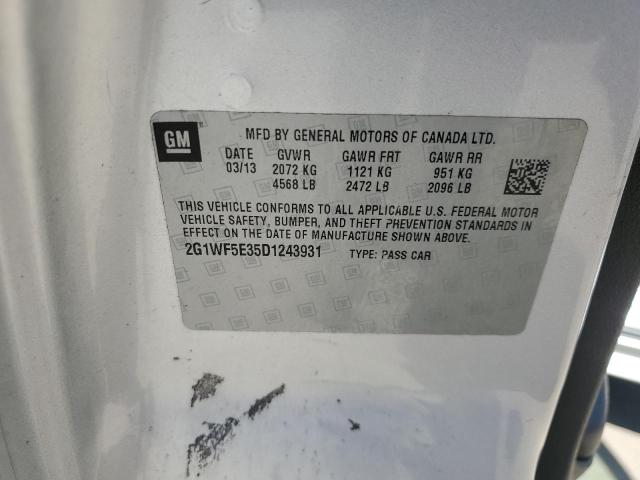 GM
MFD BY GENERAL MOTORS OF CANADA LTD.
DATE GVWR GAWR FRT GAWR RR
03/13 2072 KG 1121 KG 951 KG
4568 LB 2472 LB 2096 LB
THIS VEHICLE CONFORMS TO ALL APPLICABLE U.S. FEDERAL MOTOR
VEHICLE SAFETY, BUMPER, AND THEFT PREVENTION STANDARDS IN
EFFECT ON THE DATE OF MANUFACTURE SHOWN ABOVE.
2G1WF5E35D1243931 TYPE: PASS CAR